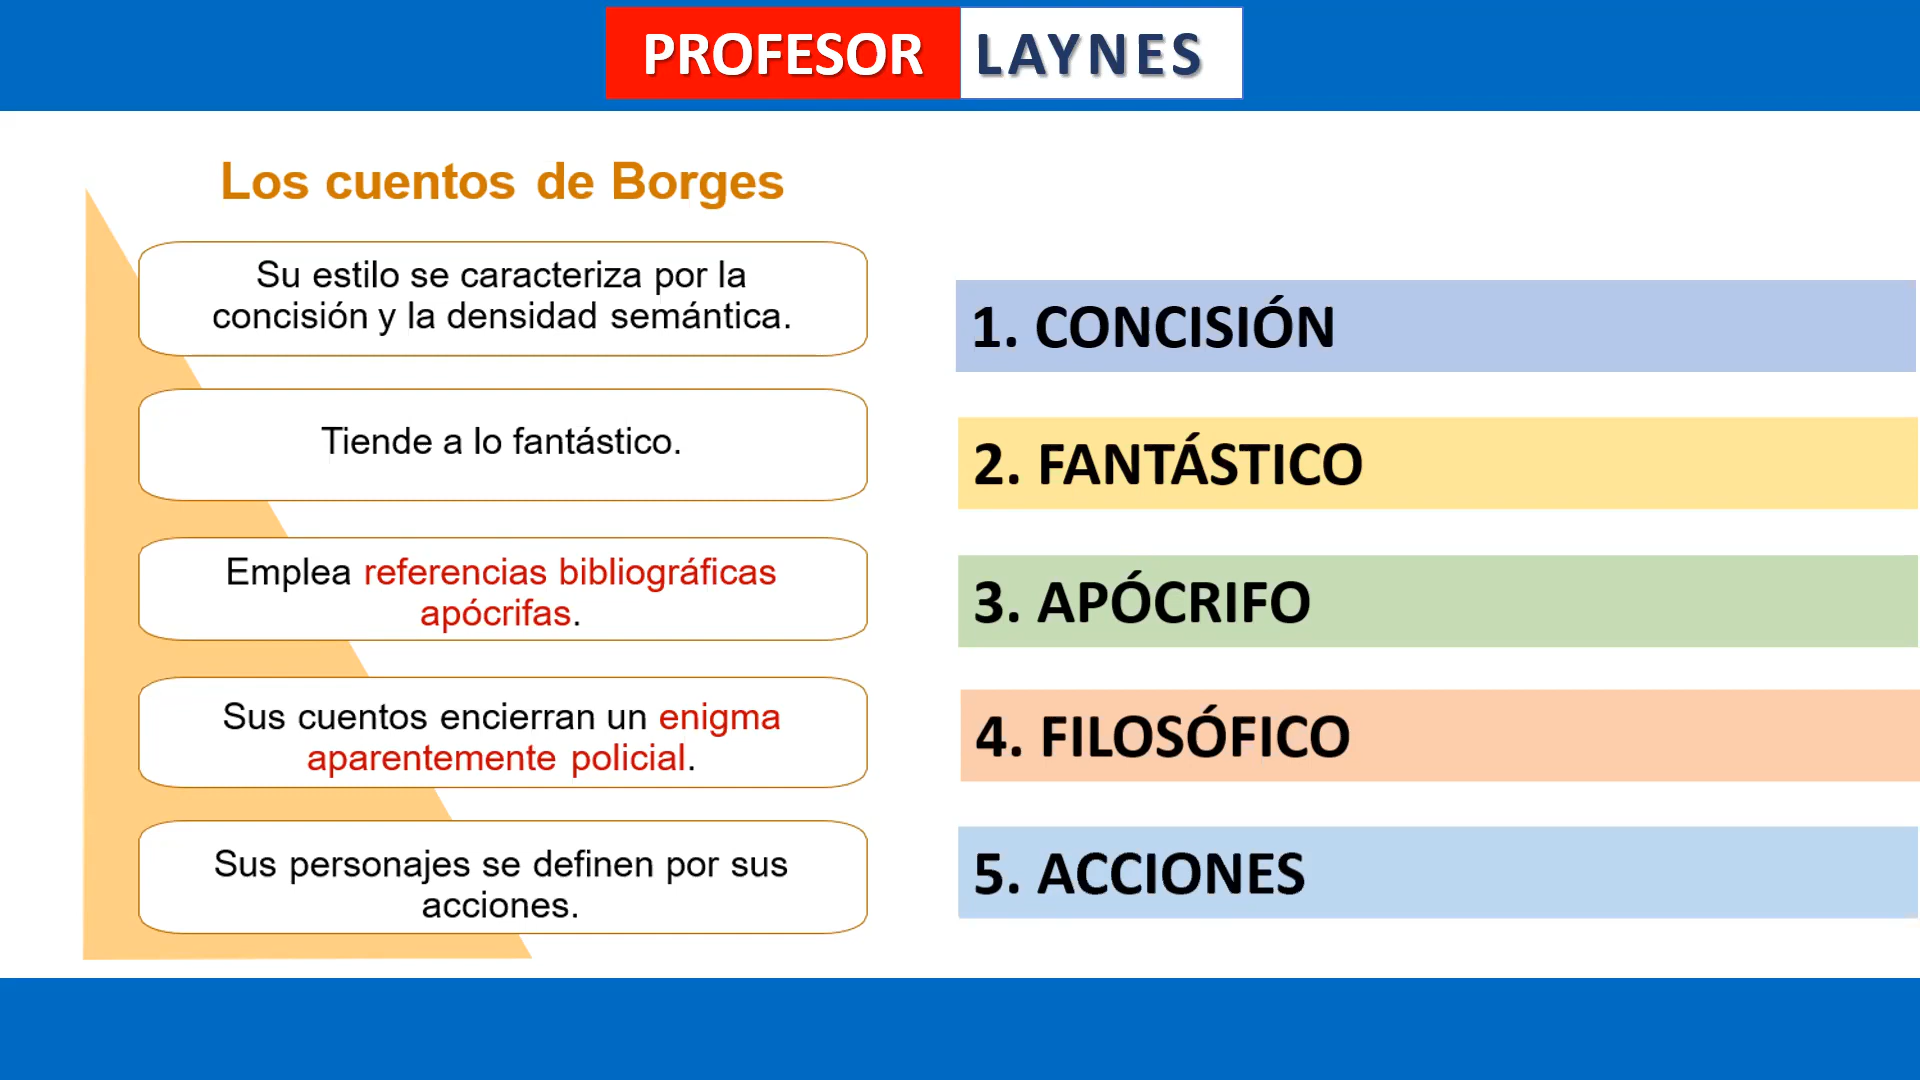 PROFESOR LAYNES
Los cuentos de Borges
Su estilo se caracteriza por la
concisión y la densidad semántica.
Tiende a lo fantástico.
Emplea referencias bibliográficas
apócrifas.
Sus cuentos encierran un enigma
aparentemente policial.
Sus personajes se definen por sus
acciones.
1. CONCISIÓN
2. FANTÁSTICO
3. APÓCRIFO
4. FILOSÓFICO
5. ACCIONES